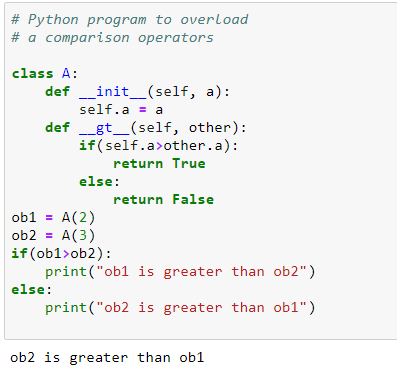 # Python program to overload
# a comparison operators
class A:
    def __init__(self, a):
        self.a = a
    def __gt__(self, other):
        if(self.a>other.a):
            return True
        else:
            return False
ob1 = A(2)
ob2 = A(3)
if(ob1>ob2):
    print("ob1 is greater than ob2")
else:
    print("ob2 is greater than ob1")
ob2 is greater than ob1